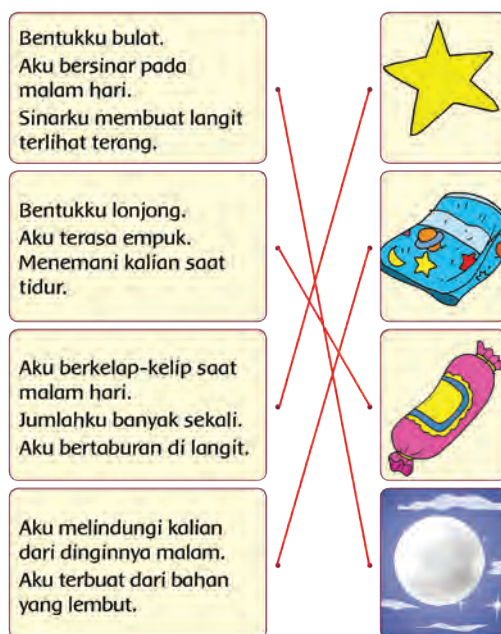 Bentukku bulat.
Aku bersinar pada
malam hari.
Sinarku membuat langit
terlihat terang.
Bentukku lonjong.
Aku terasa empuk.
Menemani kalian saat
tidur.
Aku berkelap-kelip saat
malam hari.
Jumlahku banyak sekali.
Aku bertaburan di langit.
Aku melindungi kalian
dari dinginnya malam.
Aku terbuat dari bahan
yang lembut.